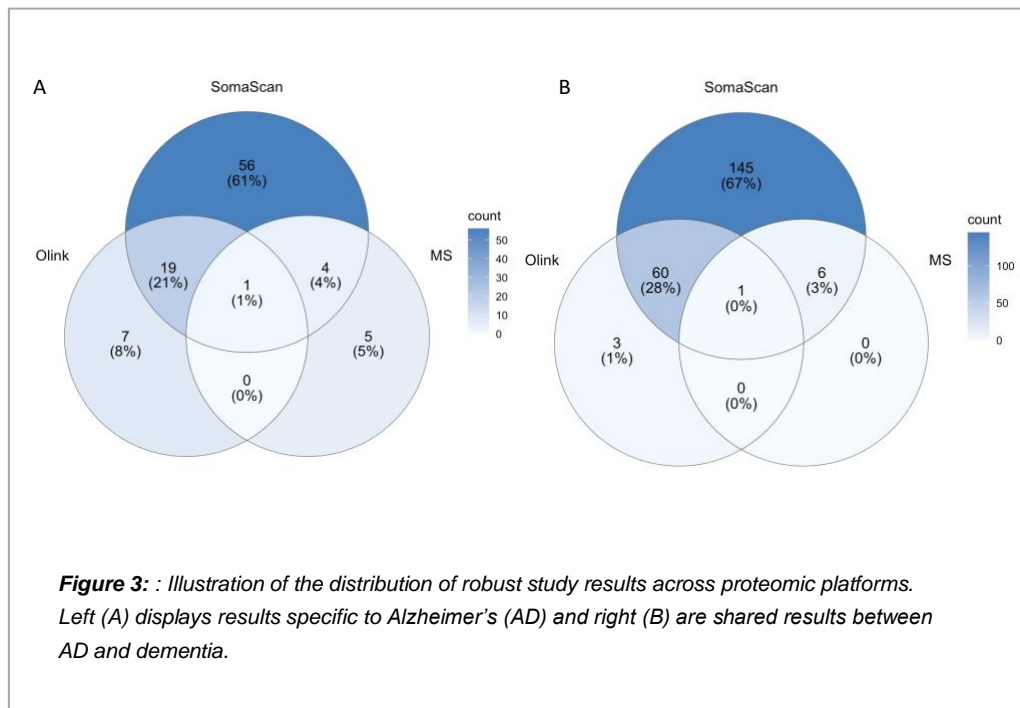 A
SomaScan
56
(61%)
Olink
19
(21%)
1
(1%)
4
(4%)
MS
7
(8%)
5
(5%)
0
(0%)
count
50
40
30
20
10
0
B
SomaScan
145
(67%)
Olink
60
(28%)
1
(0%)
6
(3%)
MS
3
(1%)
0
(0%)
0
(0%)
count
100
50
0
Figure 3: : Illustration of the distribution of robust study results across proteomic platforms.
Left (A) displays results specific to Alzheimer’s (AD) and right (B) are shared results between
AD and dementia.